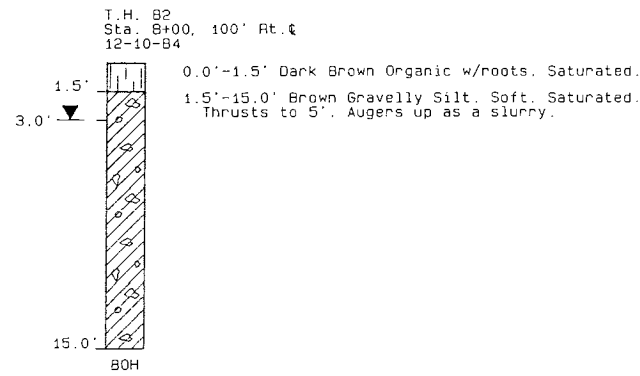 T.H. 82
Sta. 8+00, 100' Rt.℄
12-10-84
0.0'-1.5' Dark Brown Organic w/roots. Saturated.
1.5'
1.5'-15.0' Brown Gravelly Silt. Soft. Saturated.
Thrusts to 5'. Augers up as a slurry.
3.0'
15.0'
BOH